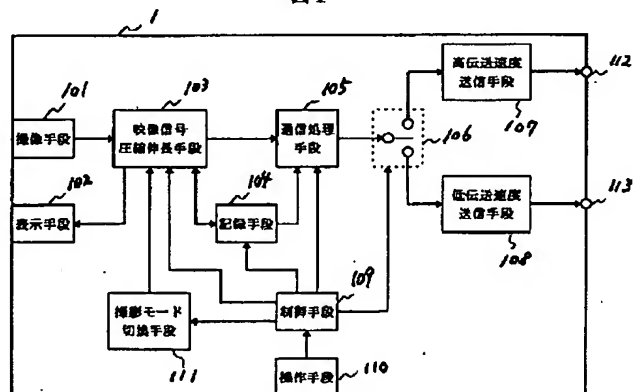 1
101
撮像手段
103
映像信号
圧縮伸長手段
105
通信処理
手段
106
高伝送速度
送信手段
107
112
102
表示手段
104
記録手段
低伝送速度
送信手段
108
113
撮影モード
切換手段
111
制御手段
109
操作手段
110